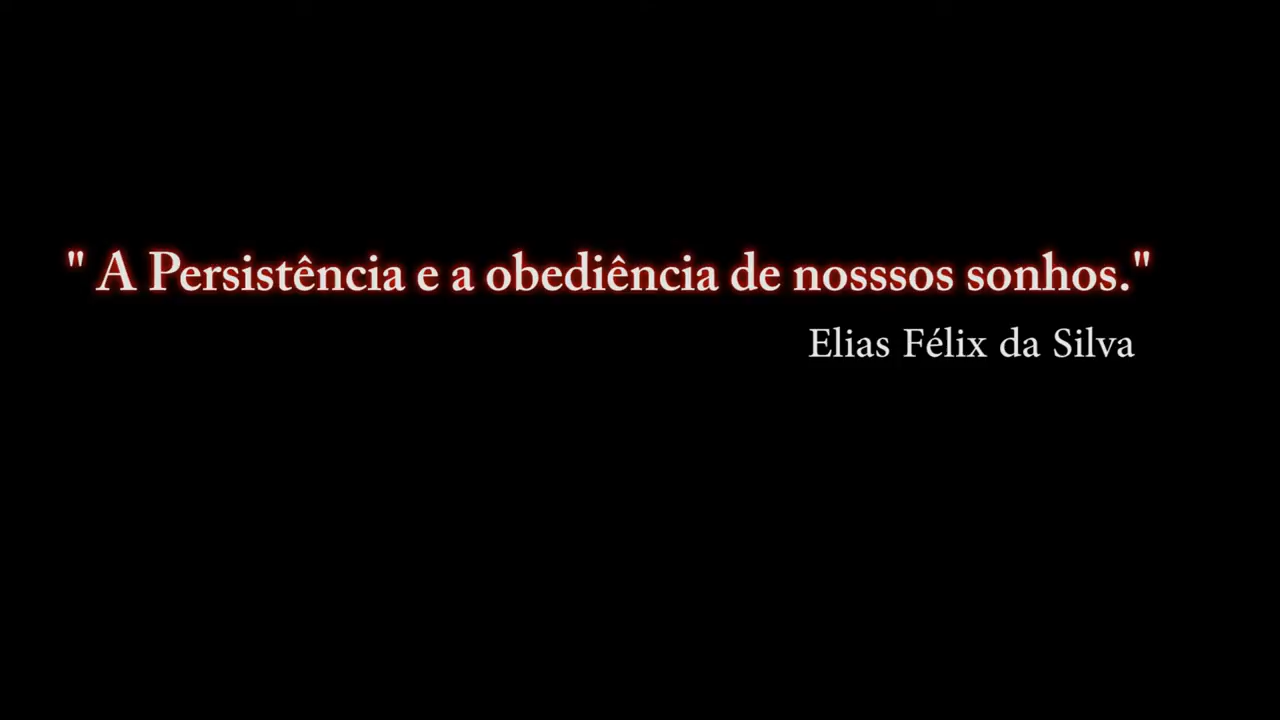 " A Persistência e a obediência de nosssos sonhos."
Elias Félix da Silva